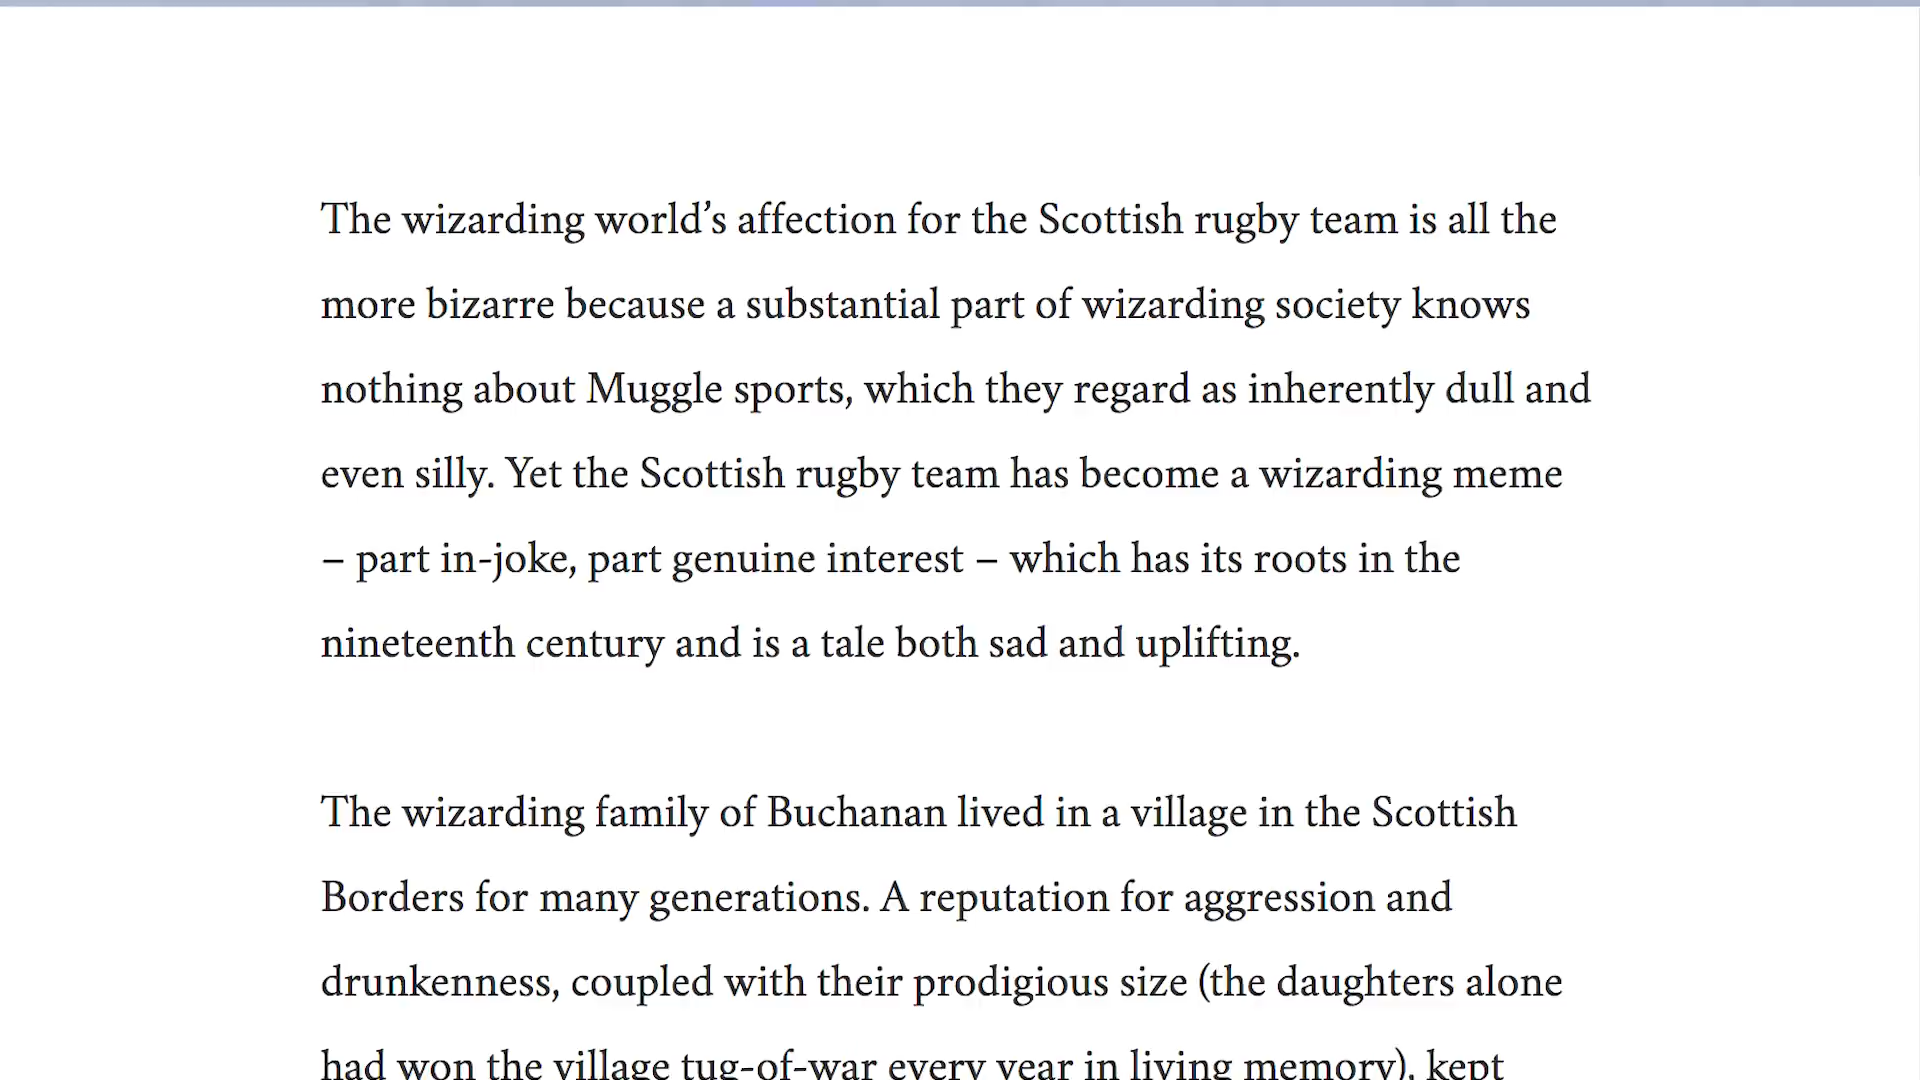 The wizarding world’s affection for the Scottish rugby team is all the
more bizarre because a substantial part of wizarding society knows
nothing about Muggle sports, which they regard as inherently dull and
even silly. Yet the Scottish rugby team has become a wizarding meme
– part in-joke, part genuine interest – which has its roots in the
nineteenth century and is a tale both sad and uplifting.
The wizarding family of Buchanan lived in a village in the Scottish
Borders for many generations. A reputation for aggression and
drunkenness, coupled with their prodigious size (the daughters alone
had won the village tug-of-war every year in living memory), kept